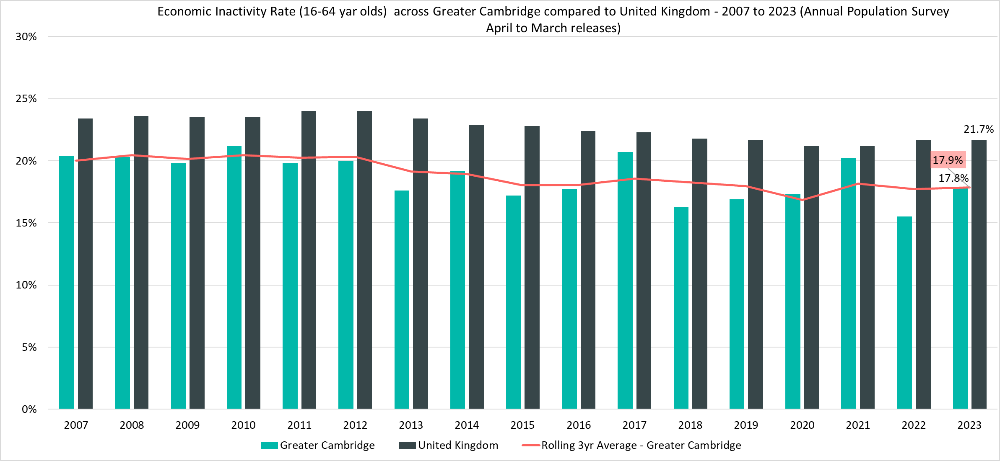 Economic Inactivity Rate (16-64 yar olds)  across Greater Cambridge compared to United Kingdom - 2007 to 2023 (Annual Population Survey
April to March releases)
30%
25%
20%
15%
10%
5%
0%
21.7%
17.9%
17.8%
2007 2008 2009 2010 2011 2012 2013 2014 2015 2016 2017 2018 2019 2020 2021 2022 2023
Greater Cambridge United Kingdom Rolling 3yr Average - Greater Cambridge